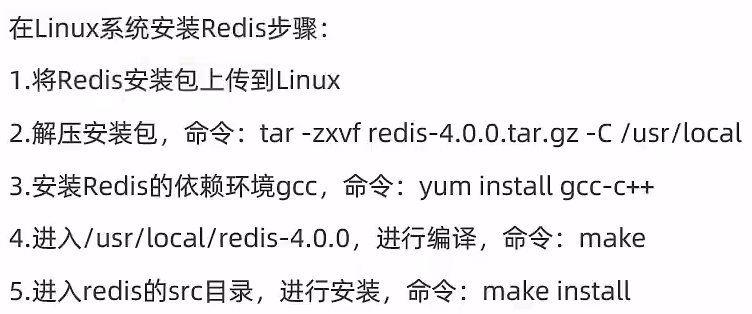 在Linux系统安装Redis步骤：
1.将Redis安装包上传到Linux
2.解压安装包，命令：tar -zxvf redis-4.0.0.tar.gz -C /usr/local
3.安装Redis的依赖环境gcc，命令：yum install gcc-c++
4.进入/usr/local/redis-4.0.0，进行编译，命令：make
5.进入redis的src目录，进行安装，命令：make install